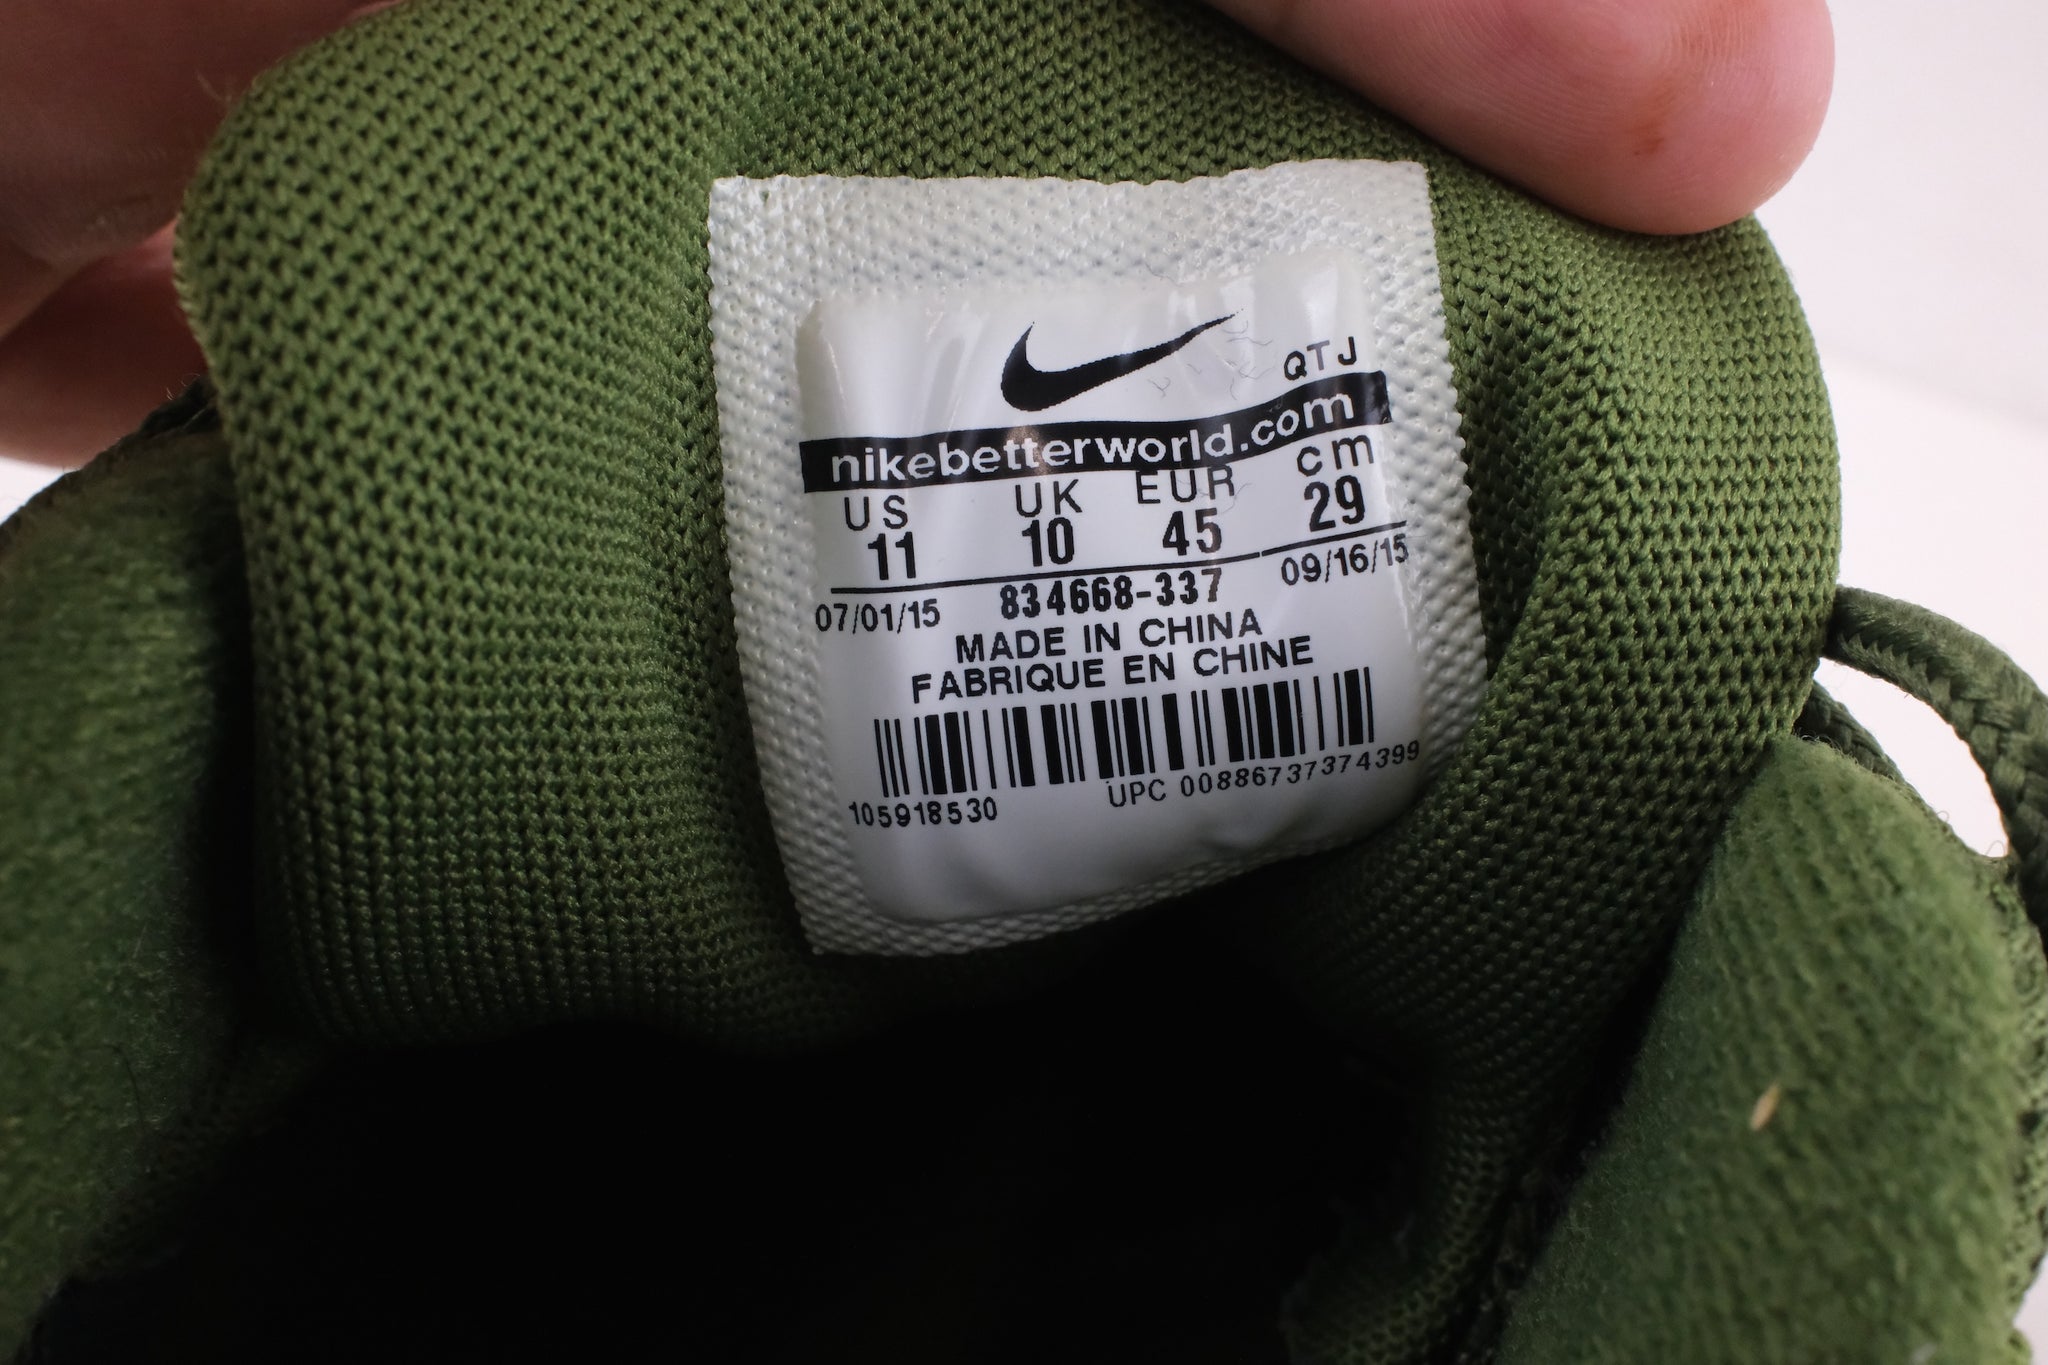 QTJ
nikebetterworld.com
US UK EUR cm
11 10 45 29
07/01/15 834668-337 09/16/15
MADE IN CHINA
FABRIQUE EN CHINE
105918530 UPC 00886737374399